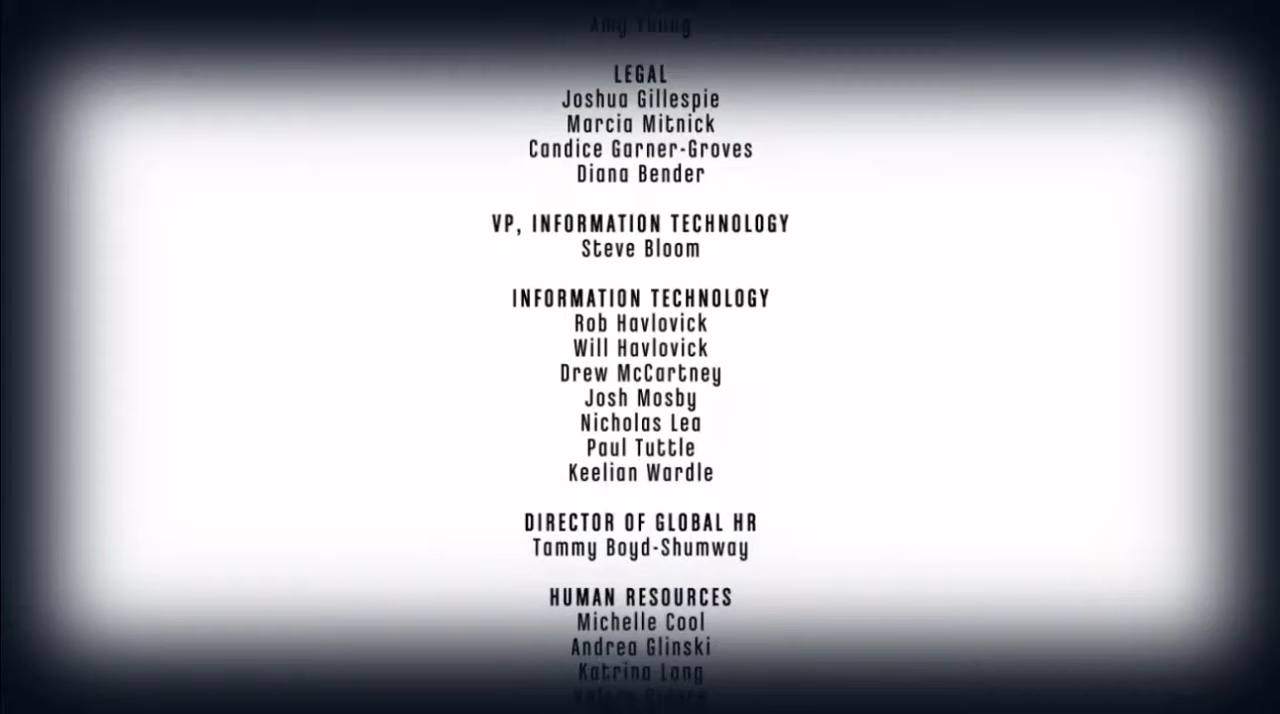 Amy Young
LEGAL
Joshua Gillespie
Marcia Mitnick
Candice Garner-Groves
Diana Bender
VP, INFORMATION TECHNOLOGY
Steve Bloom
INFORMATION TECHNOLOGY
Rob Havlovick
Will Havlovick
Drew McCartney
Josh Mosby
Nicholas Lea
Paul Tuttle
Keelian Wardle
DIRECTOR OF GLOBAL HR
Tammy Boyd-Shumway
HUMAN RESOURCES
Michelle Cool
Andrea Glinski
Katrina Lang